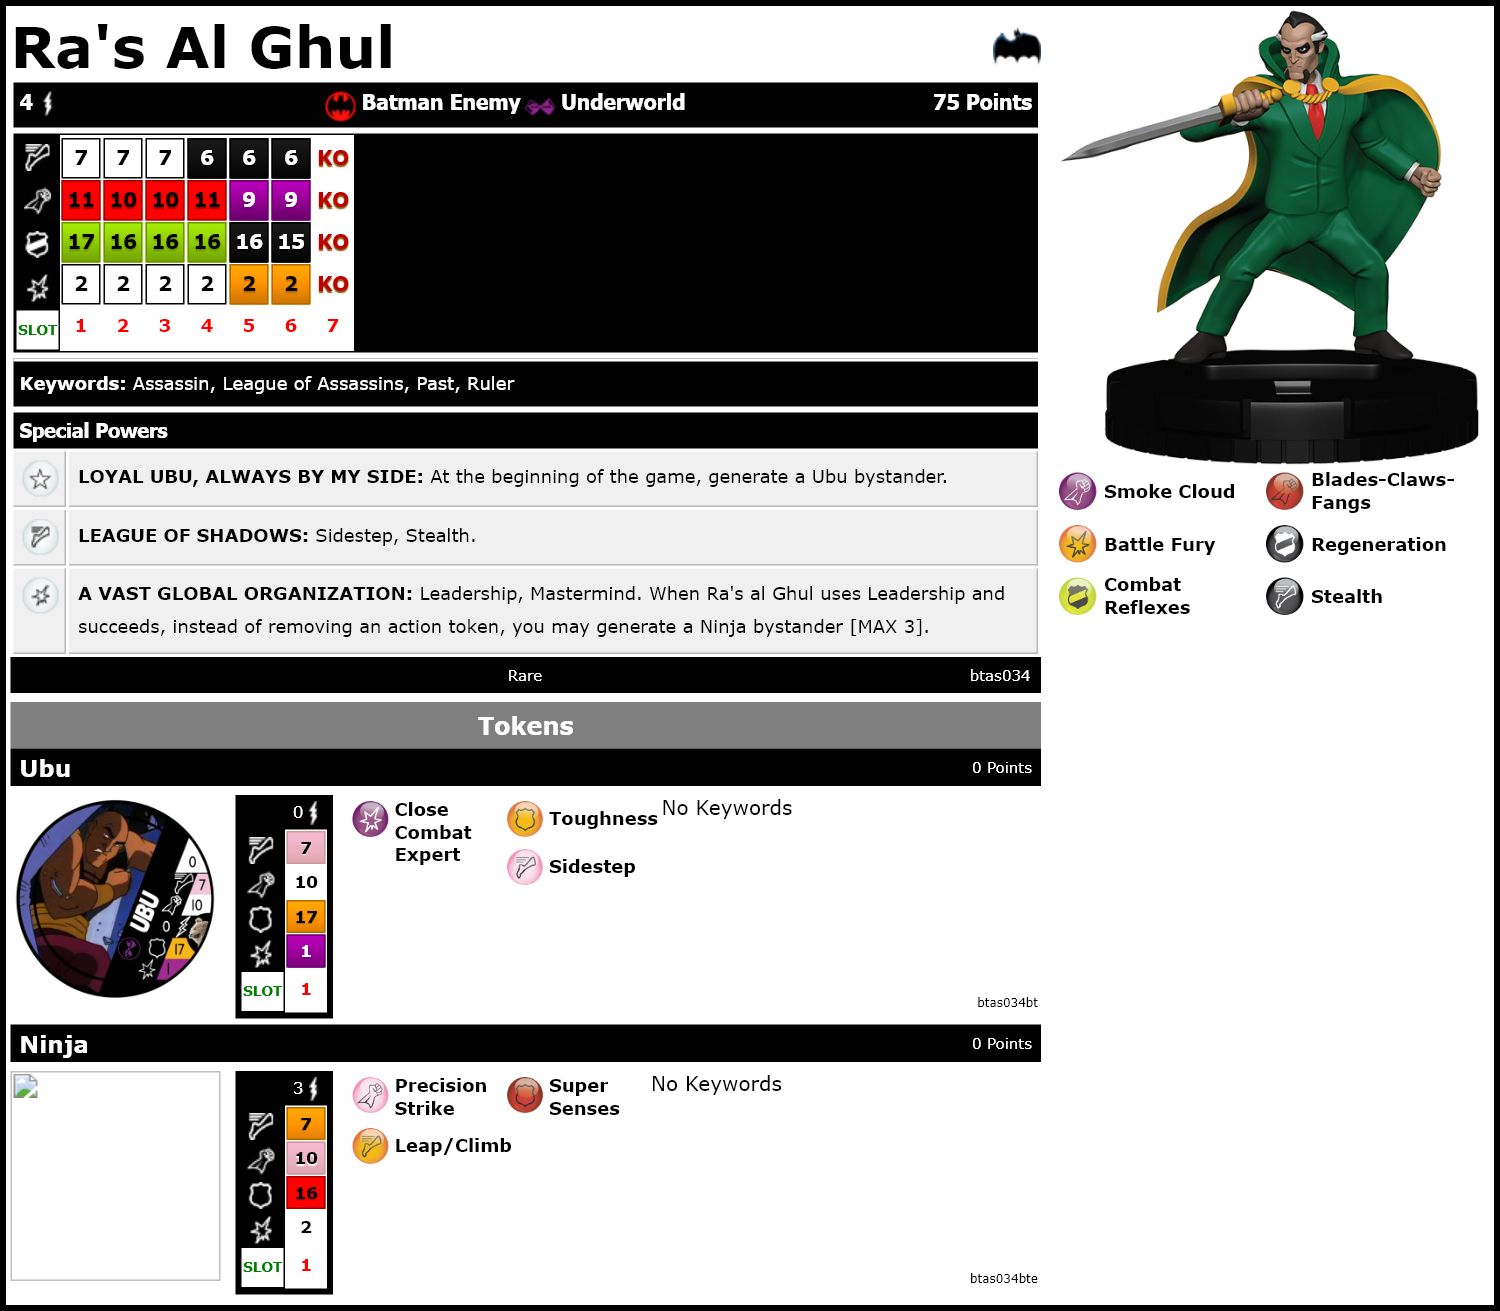 Ra's Al Ghul
4 Batman Enemy Underworld 75 Points
7 7 7 6 6 6 KO
11 10 10 11 9 9 KO
17 16 16 16 16 15 KO
2 2 2 2 2 2 KO
SLOT 1 2 3 4 5 6 7
Keywords: Assassin, League of Assassins, Past, Ruler
Special Powers
LOYAL UBU, ALWAYS BY MY SIDE: At the beginning of the game, generate a Ubu bystander.
LEAGUE OF SHADOWS: Sidestep, Stealth.
A VAST GLOBAL ORGANIZATION: Leadership, Mastermind. When Ra's al Ghul uses Leadership and
succeeds, instead of removing an action token, you may generate a Ninja bystander [MAX 3].
Rare btas034
Smoke Cloud
Blades-Claws-
Fangs
Battle Fury
Regeneration
Combat
Reflexes
Stealth
Tokens
Ubu 0 Points
UBU
0
7
10
0
17
1
0
7
10
17
1
SLOT 1
Close
Combat
Expert
Toughness
Sidestep
No Keywords
btas034bt
Ninja 0 Points
3
7
10
16
2
SLOT 1
Precision
Strike
Super
Senses
Leap/Climb
No Keywords
btas034bte